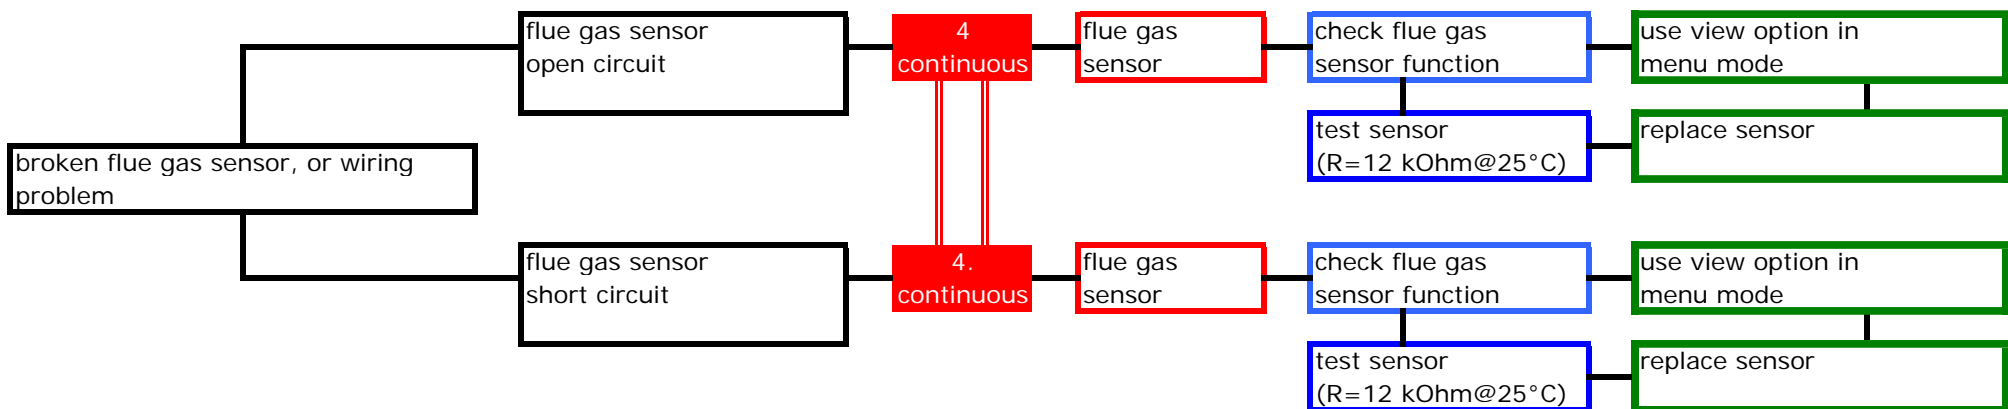 flue gas sensor
open circuit
4
continuous
flue gas
sensor
check flue gas
sensor function
use view option in
menu mode
test sensor
(R=12 kOhm@25°C)
replace sensor
broken flue gas sensor, or wiring
problem
flue gas sensor
short circuit
4.
continuous
flue gas
sensor
check flue gas
sensor function
use view option in
menu mode
test sensor
(R=12 kOhm@25°C)
replace sensor